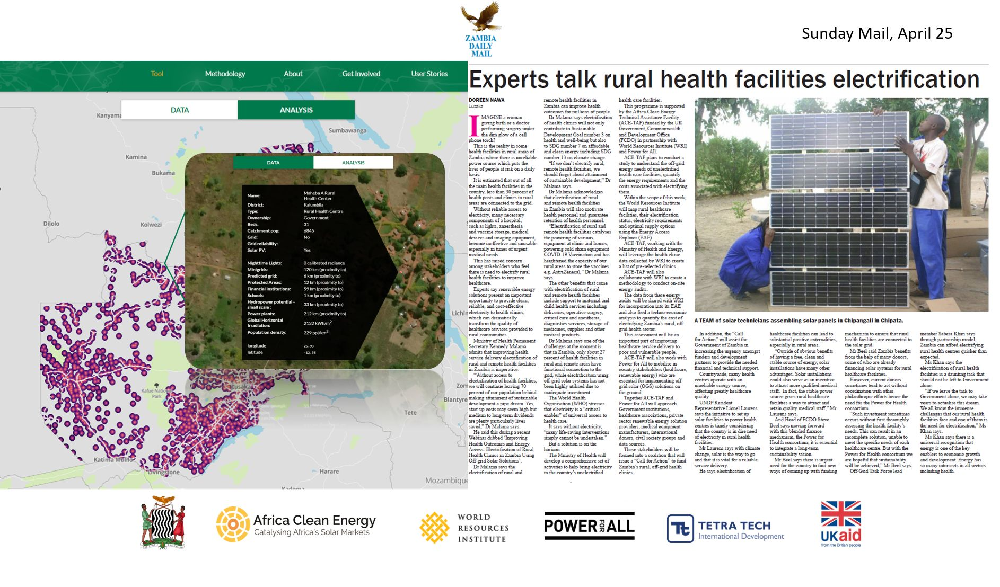 ZAMBIA
DAILY
MAIL
Sunday Mail, April 25
Tool
Methodology
About
Get Involved
User Stories
DATA
ANALYSIS
Kanyama
Sumbawanga
Kamina
Bukama
Dilolo
Kolwezi
Lichin
Kafue National
Park
Lusaka
Zom
Blantyre
Tete
Katima Mulilo
Livingstone
Harare
Mozambique
Kadoma
DATA
ANALYSIS
Name: Maheba A Rural
Health Center
District: Kalumbila
Type: Rural Health Centre
Ownership: Government
Beds: 31
Catchment pop: 6845
Grid: No
Grid reliability:
Solar PV: Yes
Nighttime Lights: 0 calibrated radiance
Minigrids: 120 km (proximity to)
Predicted grid: 6 km (proximity to)
Protected Areas: 12 km (proximity to)
Financial institutions: 59 km (proximity to)
Schools: 1 km (proximity to)
Hydropower potential -
small scale : 33 km (proximity to)
Power plants: 212 km (proximity to)
Global Horizontal
Irradiation: 2132 kWh/m2
Population density: 229 ppl/km2
longitude 25.93
latitude -12.38
Experts talk rural health facilities electrification
DOREEN NAWA
Lusaka
IMAGINE a woman
giving birth or a doctor
performing surgery under
the dim glow of a cell
phone torch?
This is the reality in some
health facilities in rural areas of
Zambia where there is unreliable
power source which puts the
lives of people at risk on a daily
basis.
It is estimated that out of all
the main health facilities in the
country, less than 30 percent of
health posts and clinics in rural
areas are connected to the grid.
Without reliable access to
electricity, many necessary
components of a hospital,
such as lights, anaesthesia
and vaccine storage, medical
devices and imaging equipment,
become ineffective and unusable
especially in times of urgent
medical needs.
This has raised concern
among stakeholders who feel
there is need to electrify rural
health facilities to improve
healthcare.
Experts say renewable energy
solutions present an important
opportunity to provide clean,
reliable, and cost-effective
electricity to health clinics,
which can dramatically
transform the quality of
healthcare services provided to
rural communities.
Ministry of Health Permanent
Secretary Kennedy Malama
admits that improving health
service delivery electrification of
rural and remote health facilities
in Zambia is imperative.
“Without access to
electrification of health facilities,
we will continue leaving 70
percent of our population behind
making attainment of sustainable
development a pipe dream. Yes,
start-up costs may seem high but
medium to long-term dividends
are plenty particularly lives
saved,” Dr Malama says.
He said this during a recent
Webinar dubbed ‘Improving
Health Outcomes and Energy
Access: Electrification of Rural
Health Clinics in Zambia Using
Off-grid Solar Solutions’.
Dr Malama says the
electrification of rural and
remote health facilities in
Zambia can improve health
outcomes for millions of people.
Dr Malama says electrification
of health clinics will not only
contribute to Sustainable
Development Goal number 3 on
health and well-being but also
to SDG number 7 on affordable
and clean energy including SDG
number 13 on climate change.
“If we don’t electrify rural,
remote health facilities, we
should forget about attainment
of sustainable development,” Dr
Malama says.
Dr Malama acknowledges
that electrification of rural
and remote health facilities
in Zambia will also motivate
health personnel and guarantee
retention of health personnel.
“Electrification of rural and
remote health facilities catalyses
the powering of various
equipment at clinic and homes,
powering cold chain equipment
COVID-19 Vaccination and has
heightened the capacity of our
rural areas to store the vaccines
e.g. AstraZeneca),” Dr Malama
says.
The other benefits that come
with electrification of rural
and remote health facilities
include support to maternal and
child health services including
deliveries, operative surgery,
critical care and anesthesia,
diagnostics services, storage of
medicines, supplies and other
medical products.
Dr Malama says one of the
challenges at the moment is
that in Zambia, only about 27
percent of health facilities in
rural and remote areas have
functional connection to the
grid, while electrification using
off-grid solar systems has not
been highly utilised due to
inadequate investment.
The World Health
Organisation (WHO) stresses
that electricity is a “critical
enabler” of universal access to
health care.
It says without electricity,
“many life-saving interventions
simply cannot be undertaken.”
But a solution is on the
horizon.
The Ministry of Health will
develop a comprehensive set of
activities to help bring electricity
to the country’s unelectrified
health care facilities.
This programme is supported
by the Africa Clean Energy
Technical Assistance Facility
(ACE-TAF) funded by the UK
Government, Commonwealth
and Development Office
(FCDO) in partnership with
World Resources Institute (WRI)
and Power for All.
ACE-TAF plans to conduct a
study to understand the off-grid
energy needs of unelectrified
health care facilities, quantify
the energy requirements and the
costs associated with electrifying
them.
Within the scope of this work,
the World Resources Institute
will map rural healthcare
facilities, their electrification
status, electricity requirements
and optimal supply options
using the Energy Access
Explorer (EAE).
ACE-TAF, working with the
Ministry of Health and Energy,
will leverage the health clinic
data collected by WRI to create
a list of pre-selected clinics.
ACE-TAF will also
collaborate with WRI to create a
methodology to conduct on-site
energy audits.
The data from these energy
audits will be shared with WRI
for incorporation into its EAE
and also feed a techno-economic
analysis to quantify the cost of
electrifying Zambia’s rural, off-
grid health sector.
This assessment will be an
important part of improving
healthcare service delivery to
poor and vulnerable people.
ACE-TAF will also work with
Power for All to mobilise in-
country stakeholders (healthcare,
renewable energy) who are
essential for implementing off-
grid solar (OGS) solutions on
the ground.
Together ACE-TAF and
Power for All will approach
Government institutions,
healthcare associations, private
sector renewable energy solution
providers, medical equipment
manufacturers, international
donors, civil society groups and
data sources.
These stakeholders will be
formed into a coalition that will
issue a “Call for Action” to fund
Zambia’s rural, off-grid health
clinics.
A TEAM of solar technicians assembling solar panels in Chipangali in Chipata.
In addition, the “Call
for Action” will assist the
Government of Zambia in
increasing the urgency amongst
funders and development
partners to provide the needed
financial and technical support.
Countrywide, many health
centres operate with an
unreliable energy source,
affecting greatly healthcare
quality.
UNDP Resident
Representative Lionel Laurens
says the initiative to set up
solar facilities to power health
centres is timely considering
that the country is in dire need
of electricity in rural health
facilities.
Mr Laurens says with climate
change, solar is the way to go
and that it is vital for a reliable
service delivery.
He says electrification of
healthcare facilities can lead to
substantial positive externalities,
especially in rural areas.
“Outside of obvious benefits
of having a free, clean and
stable source of energy, solar
installations have many other
advantages. Solar installations
could also serve as an incentive
to attract more qualified medical
staff. In fact, the stable power
source gives rural healthcare
facilities a way to attract and
retain quality medical staff,” Mr
Laurens says.
And Head of FCDO Steve
Beel says moving forward
with this blended finance
mechanism, the Power for
Health consortium, it is essential
to integrate a long-term
sustainability vision.
Mr Beel says there is urgent
need for the country to find new
ways of coming up with funding
mechanism to ensure that rural
health facilities are connected to
the solar grid.
Mr Beel said Zambia benefits
from the help of many donors,
some of who are already
financing solar systems for rural
healthcare facilities.
However, current donors
sometimes tend to act without
coordination with other
philanthropic efforts hence the
need for the Power for Health
consortium.
“Such investment sometimes
occurs without first thoroughly
assessing the health facility’s
needs. This can result in an
incomplete solution, unable to
meet the specific needs of each
healthcare centre. But with the
Power for Health consortium we
are hopeful that sustainability
will be achieved,” Mr Beel says.
Off-Grid Task Force lead
member Sabera Khan says
through partnership model,
Zambia can afford electrifying
rural health centres quicker than
expected.
Ms Khan says the
electrification of rural health
facilities is a daunting task that
should not be left to Government
alone.
“If we leave the task to
Government alone, we may take
years to actualise this dream.
We all know the immense
challenges that our rural health
facilities face and one of them is
the need for electrification,” Ms
Khan says.
Ms Khan says there is a
universal recognition that
energy is one of the key
enablers to economic growth
and development. Energy has
so many intersects in all sectors
including health.
ONE ZAMBIA ONE NATION
Africa Clean Energy
Catalysing Africa's Solar Markets
WORLD
RESOURCES
INSTITUTE
POWER FOR ALL
Tt
TETRA TECH
International Development
UKaid
from the British people